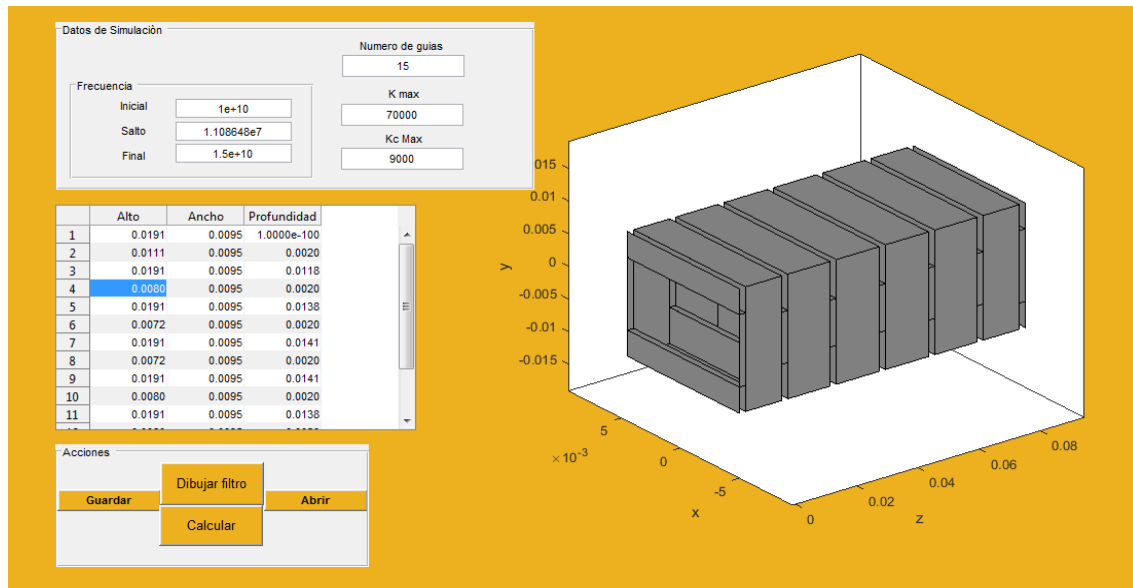 Datos de Simulaciòn
Numero de guias
15
Frecuencia
Inicial 1e+10
Salto 1.108648e7
Final 1.5e+10
K max
70000
Kc Max
9000
Alto Ancho Profundidad
1 0.0191 0.0095 1.0000e-100
2 0.0111 0.0095 0.0020
3 0.0191 0.0095 0.0118
4 0.0080 0.0095 0.0020
5 0.0191 0.0095 0.0138
6 0.0072 0.0095 0.0020
7 0.0191 0.0095 0.0141
8 0.0072 0.0095 0.0020
9 0.0191 0.0095 0.0141
10 0.0080 0.0095 0.0020
11 0.0191 0.0095 0.0138
Acciones
Dibujar filtro
Guardar
Abrir
Calcular
015
0.01
0.005
0
-0.005
-0.01
-0.015
y
5
0
-5
×10-3
x
0
0.02
0.04
0.06
0.08
z